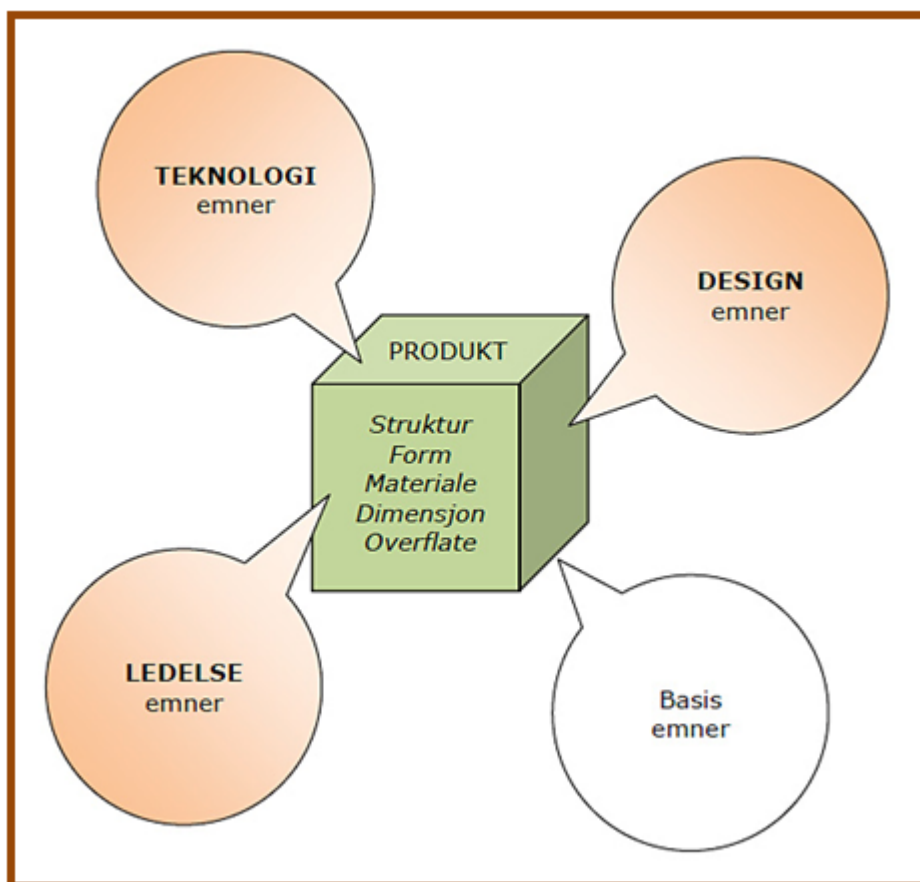 TEKNOLOGI
emner
DESIGN
emner
PRODUKT
Struktur
Form
Materiale
Dimensjon
Overflate
LEDELSE
emner
Basis
emner